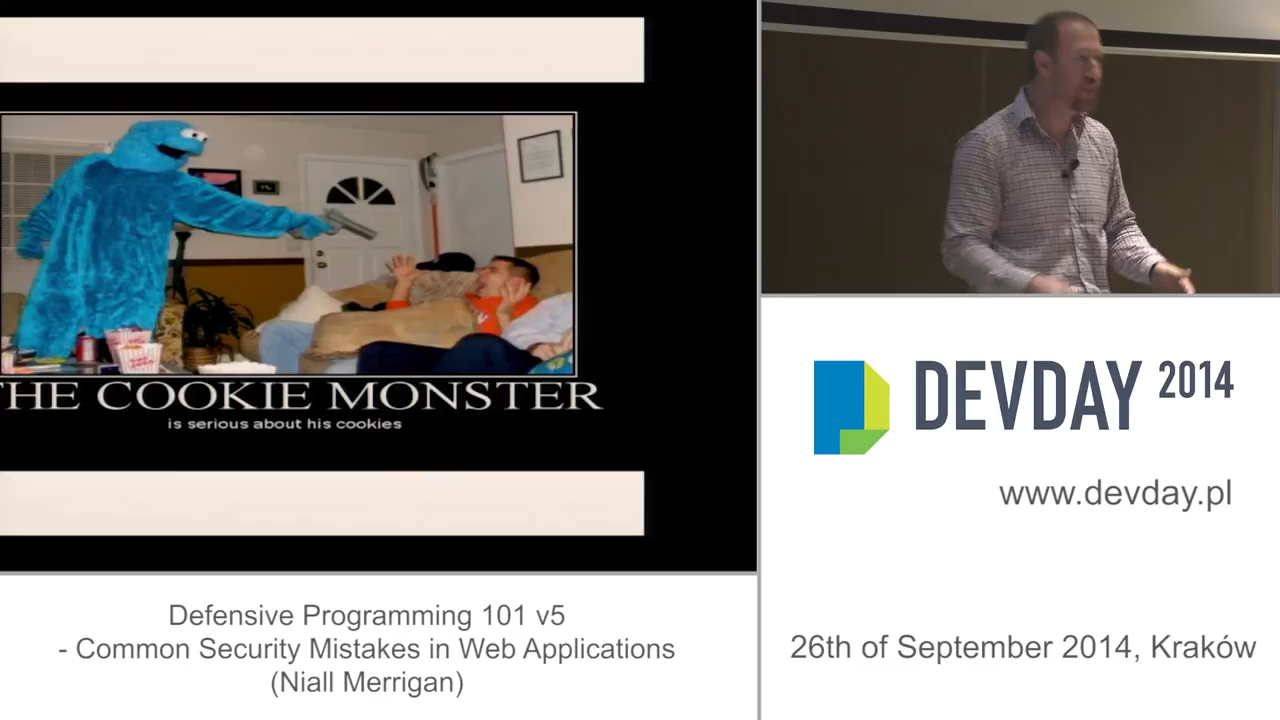 THE COOKIE MONSTER
is serious about his cookies
Defensive Programming 101 v5
- Common Security Mistakes in Web Applications
(Niall Merrigan)
DEVDAY 2014
www.devday.pl
26th of September 2014, Kraków